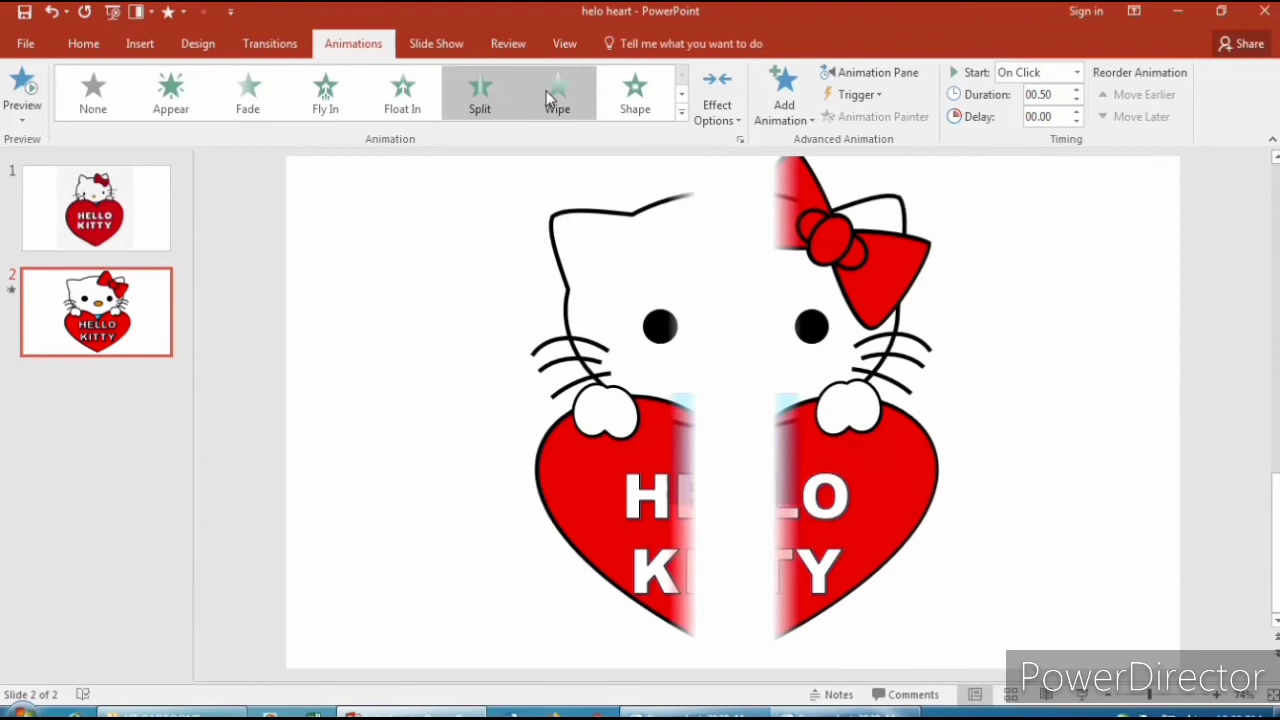 helo heart - PowerPoint
Sign in
File Home Insert Design Transitions Animations Slide Show Review View Tell me what you want to do Share
Preview None Appear Fade Fly In Float In Split Wipe Shape Effect Options Add Animation Animation Pane Trigger Animation Painter Start: On Click Duration: 00.50 Delay: 00.00 Reorder Animation Move Earlier Move Later
Preview Animation Advanced Animation Timing
1
HELLO
KITTY
2
HELLO
KITTY
LO
K TY
PowerDirector
Slide 2 of 2 Notes Comments 74%